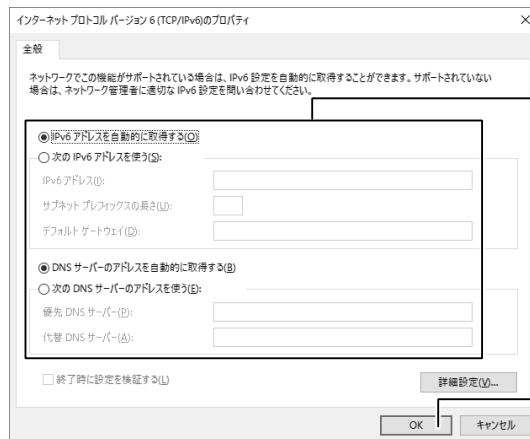 インターネット プロトコル バージョン 6 (TCP/IPv6)のプロパティ
全般
ネットワークでこの機能がサポートされている場合は、IPv6 設定を自動的に取得することができます。サポートされていない
場合は、ネットワーク管理者に適切な IPv6 設定を問い合わせてください。
IPv6 アドレスを自動的に取得する(O)
次の IPv6 アドレスを使う(S):
IPv6 アドレス(I):
サブネット プレフィックスの長さ(U):
デフォルト ゲートウェイ(D):
DNS サーバーのアドレスを自動的に取得する(B)
次の DNS サーバーのアドレスを使う(E):
優先 DNS サーバー(P):
代替 DNS サーバー(A):
終了時に設定を検証する(L)
詳細設定(V)...
OK
キャンセル